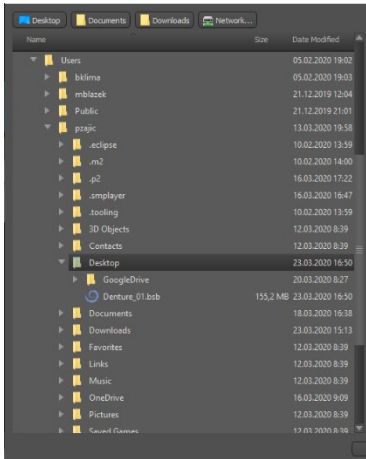 Desktop Documents Downloads Network...
Name Size Date Modified
Users 05.02.2020 19:02
bklima 05.02.2020 19:03
mblazek 21.12.2019 12:04
Public 21.12.2019 21:01
pzajic 13.03.2020 19:58
.eclipse 10.02.2020 13:59
.m2 10.02.2020 14:00
.p2 16.03.2020 17:22
.smplayer 16.03.2020 16:47
.tooling 10.02.2020 13:59
3D Objects 12.03.2020 8:39
Contacts 12.03.2020 8:39
Desktop 23.03.2020 16:50
GoogleDrive 20.03.2020 8:27
Denture_01.bsb 155,2 MB 23.03.2020 16:50
Documents 18.03.2020 16:38
Downloads 23.03.2020 15:13
Favorites 12.03.2020 8:39
Links 12.03.2020 8:39
Music 12.03.2020 8:39
OneDrive 16.03.2020 9:09
Pictures 12.03.2020 8:39
Saved Games 12.03.2020 8:39